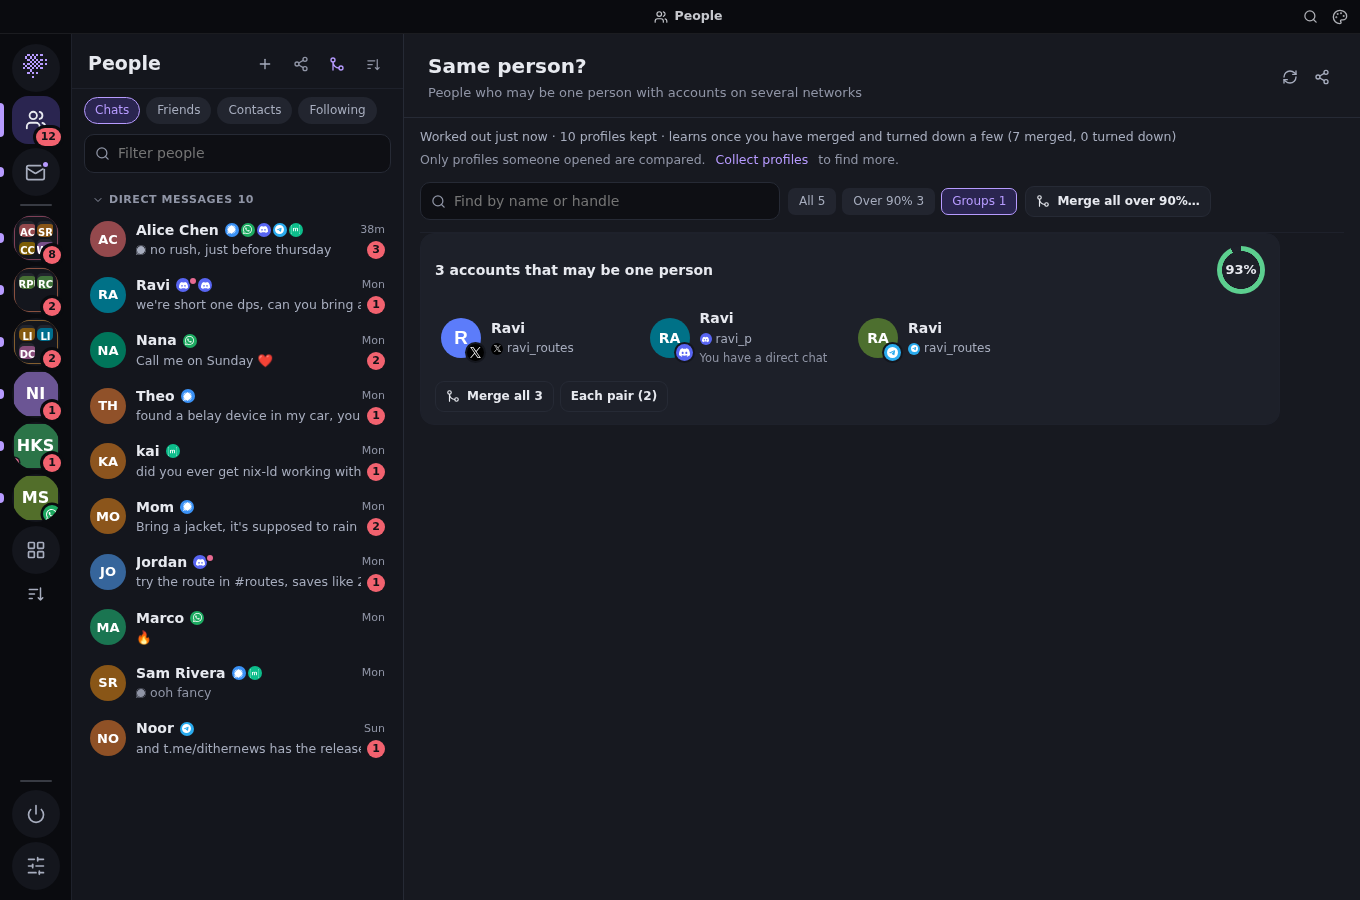 People
12
AC SR
CC
8
RP RC
2
LI LI
DC
2
NI
1
HKS
1
MS
People
Chats
Friends
Contacts
Following
Filter people
DIRECT MESSAGES 10
AC
Alice Chen
38m
no rush, just before thursday
3
RA
Ravi
Mon
we're short one dps, can you bring a
1
NA
Nana
Mon
Call me on Sunday ❤️
2
TH
Theo
Mon
found a belay device in my car, you
1
KA
kai
Mon
did you ever get nix-ld working with
1
MO
Mom
Mon
Bring a jacket, it's supposed to rain
2
JO
Jordan
Mon
try the route in #routes, saves like
1
MA
Marco
Mon
🔥
SR
Sam Rivera
Mon
ooh fancy
NO
Noor
Sun
and t.me/dithernews has the release
1
Same person?
People who may be one person with accounts on several networks
Worked out just now · 10 profiles kept · learns once you have merged and turned down a few (7 merged, 0 turned down)
Only profiles someone opened are compared. Collect profiles to find more.
Find by name or handle
All 5
Over 90% 3
Groups 1
Merge all over 90%…
3 accounts that may be one person
93%
R
Ravi
ravi_routes
RA
Ravi
ravi_p
You have a direct chat
RA
Ravi
ravi_routes
Merge all 3
Each pair (2)